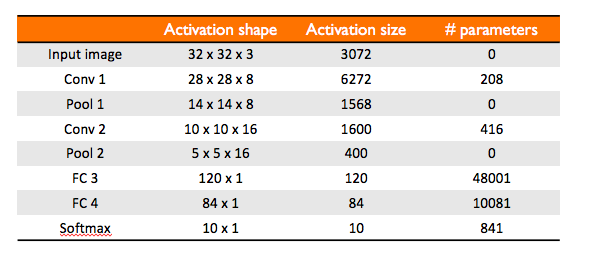 Activation shape Activation size # parameters
Input image 32 x 32 x 3 3072 0
Conv 1 28 x 28 x 8 6272 208
Pool 1 14 x 14 x 8 1568 0
Conv 2 10 x 10 x 16 1600 416
Pool 2 5 x 5 x 16 400 0
FC 3 120 x 1 120 48001
FC 4 84 x 1 84 10081
Softmax 10 x 1 10 841